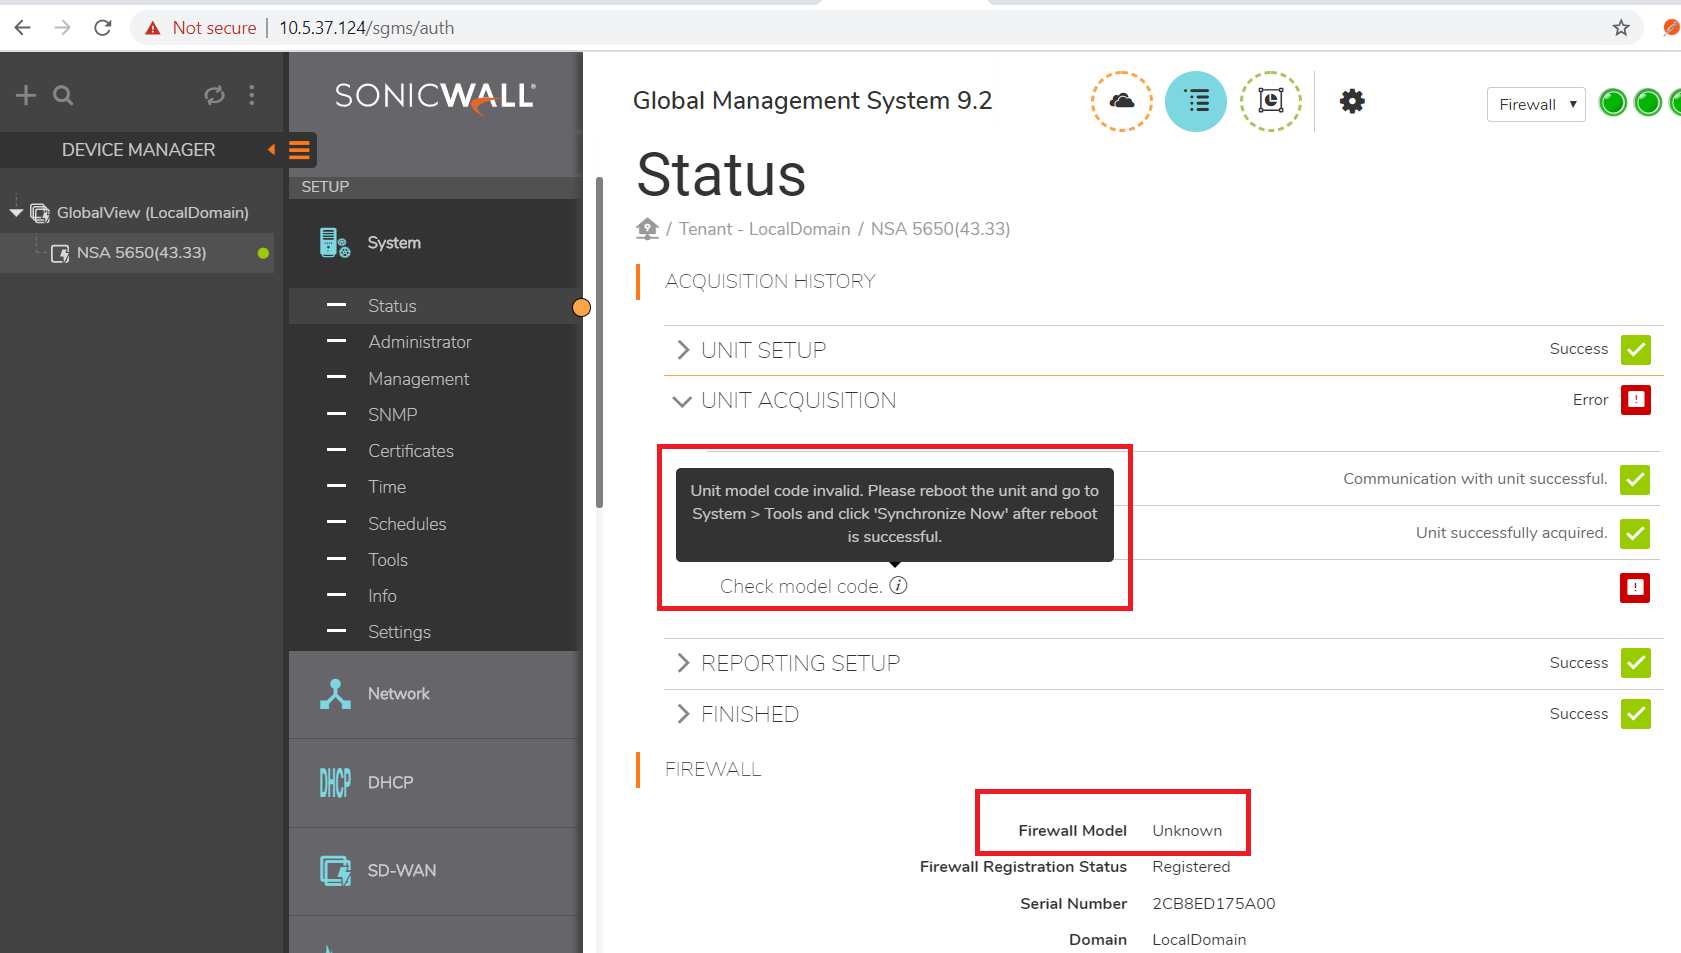 Not secure | 10.5.37.124/sgms/auth
DEVICE MANAGER
GlobalView (LocalDomain)
NSA 5650(43.33)
SONICWALL®
SETUP
System
Status
Administrator
Management
SNMP
Certificates
Time
Schedules
Tools
Info
Settings
Network
DHCP
DHCP
SD-WAN
Global Management System 9.2
Firewall
Status
/ Tenant - LocalDomain / NSA 5650(43.33)
ACQUISITION HISTORY
UNIT SETUP
Success
UNIT ACQUISITION
Error
Communication with unit successful.
Unit successfully acquired.
Unit model code invalid. Please reboot the unit and go to
System > Tools and click 'Synchronize Now' after reboot
is successful.
Check model code.
REPORTING SETUP
Success
FINISHED
Success
FIREWALL
Firewall Model Unknown
Firewall Registration Status Registered
Serial Number 2CB8ED175A00
Domain LocalDomain